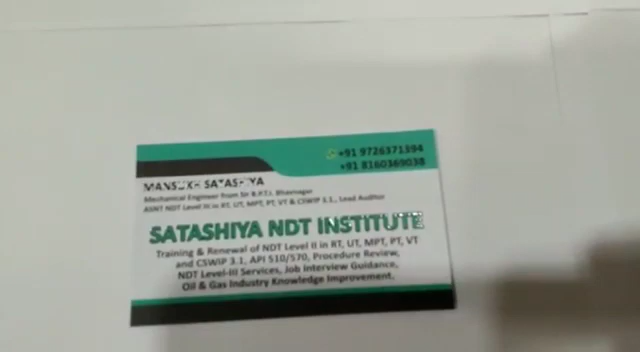 +91 9726371394
+91 8160369038
MANSUKH SATASHIYA
Mechanical Engineer from Sir B.P.T.I. Bhavnagar
ASNT NDT Level III in RT, UT, MPT, PT, VT & CSWIP 3.1., Lead Auditor
SATASHIYA NDT INSTITUTE
Training & Renewal of NDT Level II in RT, UT, MPT, PT, VT
and CSWIP 3.1, API 510/570, Procedure Review,
NDT Level-III Services, Job Interview Guidance,
Oil & Gas Industry Knowledge Improvement.